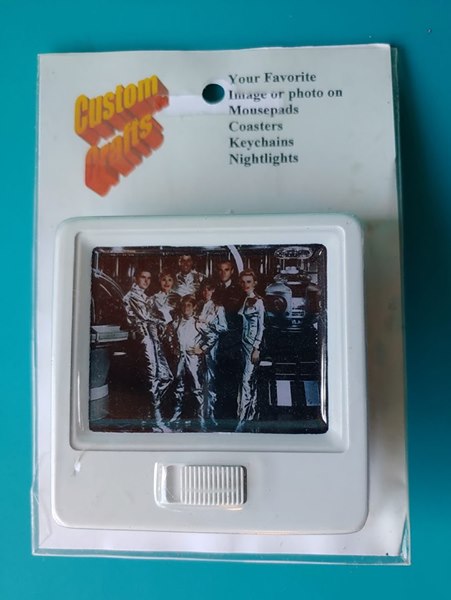 Custom
Crafts
Your Favorite
Image or photo on
Mousepads
Coasters
Keychains
Nightlights